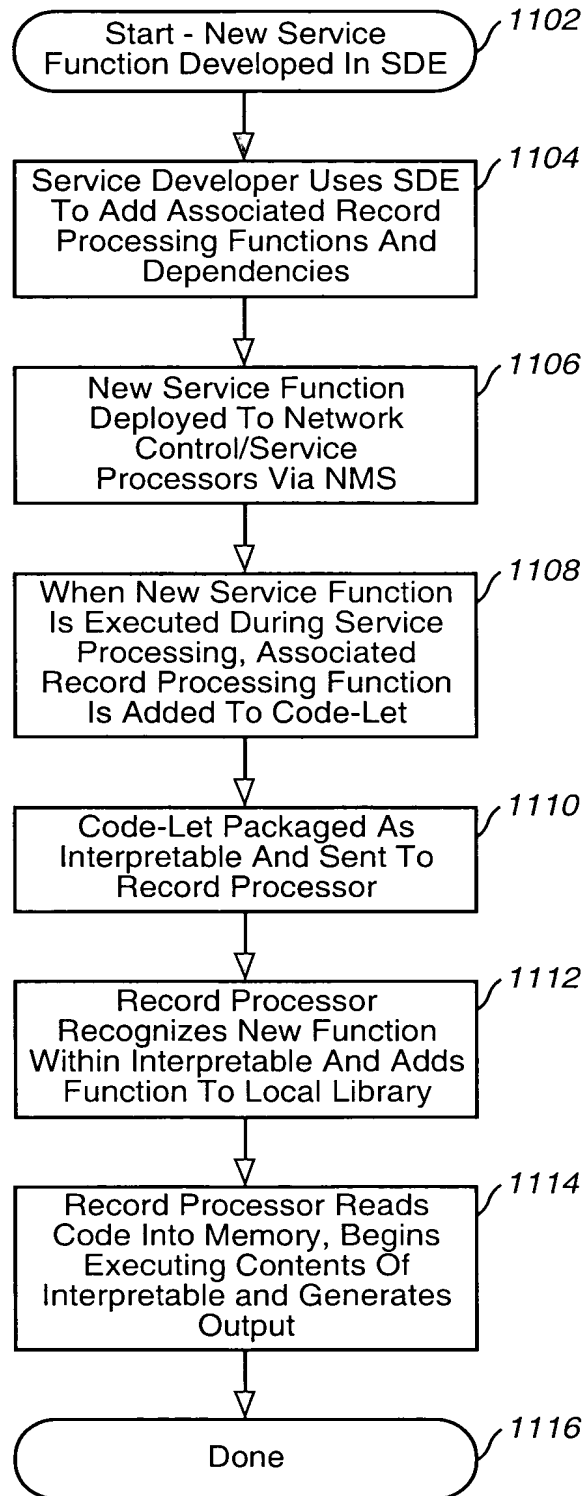 Start - New Service
Function Developed In SDE
1102
Service Developer Uses SDE
To Add Associated Record
Processing Functions And
Dependencies
1104
New Service Function
Deployed To Network
Control/Service
Processors Via NMS
1106
When New Service Function
Is Executed During Service
Processing, Associated
Record Processing Function
Is Added To Code-Let
1108
Code-Let Packaged As
Interpretable And Sent To
Record Processor
1110
Record Processor
Recognizes New Function
Within Interpretable And Adds
Function To Local Library
1112
Record Processor Reads
Code Into Memory, Begins
Executing Contents Of
Interpretable and Generates
Output
1114
Done
1116